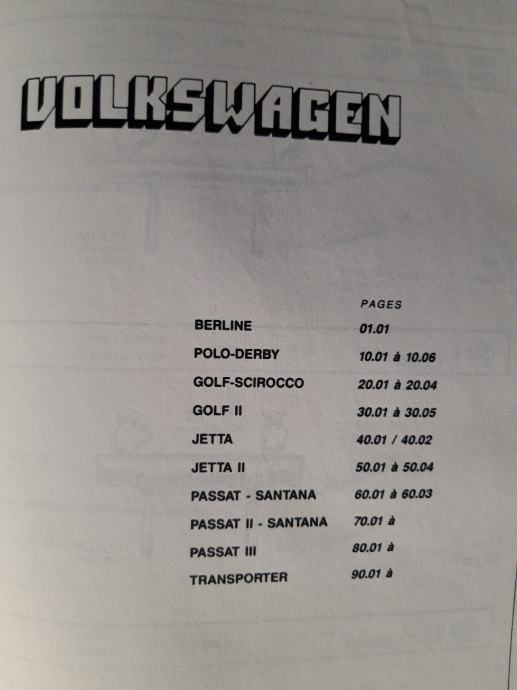 VOLKSWAGEN
PAGES
BERLINE 01.01
POLO-DERBY 10.01 à 10.06
GOLF-SCIROCCO 20.01 à 20.04
GOLF II 30.01 à 30.05
JETTA 40.01 / 40.02
JETTA II 50.01 à 50.04
PASSAT - SANTANA 60.01 à 60.03
PASSAT II - SANTANA 70.01 à
PASSAT III 80.01 à
TRANSPORTER 90.01 à